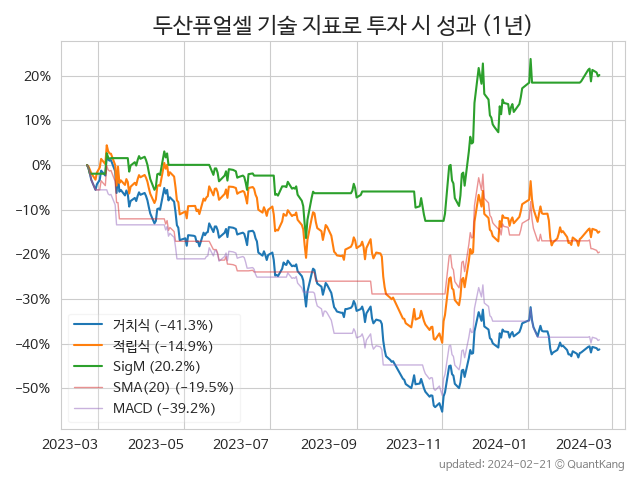 두산퓨얼셀 기술 지표로 투자 시 성과 (1년)
20%
10%
0%
−10%
−20%
−30%
−40%
−50%
거치식 (−41.3%)
적립식 (−14.9%)
SigM (20.2%)
SMA(20) (−19.5%)
MACD (−39.2%)
2023−03 2023−05 2023−07 2023−09 2023−11 2024−01 2024−03
updated: 2024−02−21 ⓒ QuantKang